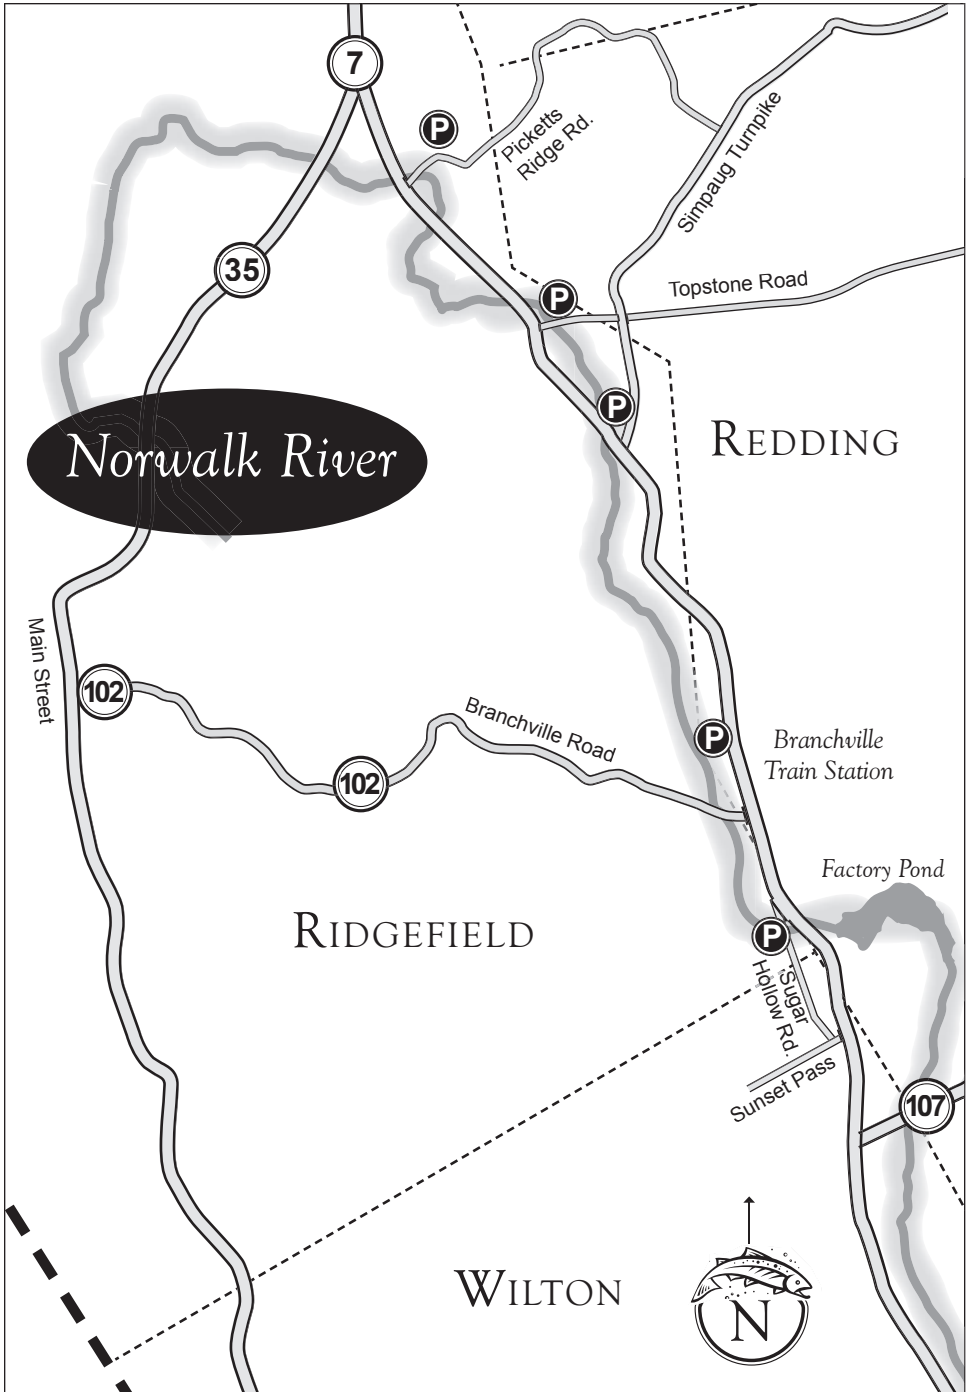 7
P
Picketts
Ridge Rd.
Simpaug Turnpike
35
P
Topstone Road
P
REDDING
Norwalk River
Main Street
102
Branchville Road
P
Branchville
Train Station
102
Factory Pond
RIDGEFIELD
P
Sugar
Hollow Rd.
Sunset Pass
107
WILTON
N